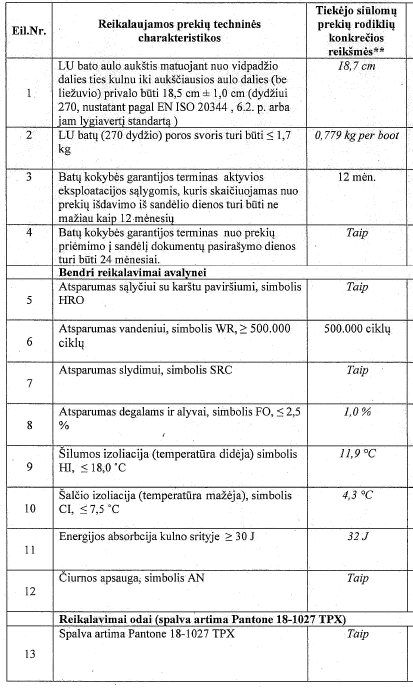 Eil.Nr.
Reikalaujamos prekių techninės
charakteristikos
Tiekėjo siūlomų
prekių rodiklių
konkrečios
reikšmės**
1
LU bato aulo aukštis matuojant nuo vidpadžio
dalies ties kulnu iki aukščiausios aulo dalies (be
liežuvio) privalo būti 18,5 cm ± 1,0 cm (dydžiui
270, nustatant pagal EN ISO 20344 , 6.2. p. arba
jam lygiavertį standartą )
18,7 cm
2
LU batų (270 dydžio) poros svoris turi būti ≤ 1,7
kg
0,779 kg per boot
3
Batų kokybės garantijos terminas aktyvios
eksploatacijos sąlygomis, kuris skaičiuojamas nuo
prekių išdavimo iš sandėlio dienos turi būti ne
mažiau kaip 12 mėnesių
12 mėn.
4
Batų kokybės garantijos terminas nuo prekių
priėmimo į sandėlį dokumentų pasirašymo dienos
turi būti 24 mėnesiai.
Taip
Bendri reikalavimai avalynei
5
Atsparumas sąlyčiui su karštu paviršiumi, simbolis
HRO
Taip
6
Atsparumas vandeniui, simbolis WR, ≥ 500.000
ciklų
500.000 ciklų
7
Atsparumas slydimui, simbolis SRC
Taip
8
Atsparumas degalams ir alyvai, simbolis FO, ≤ 2,5
%
1,0 %
9
Šilumos izoliacija (temperatūra didėja) simbolis
HI, ≤ 18,0 ˚C
11,9 °C
10
Šalčio izoliacija (temperatūra mažėja), simbolis
CI, ≤ 7,5 ˚C
4,3 °C
11
Energijos absorbcija kulno srityje ≥ 30 J
32 J
12
Čiurnos apsauga, simbolis AN
Taip
Reikalavimai odai (spalva artima Pantone 18-1027 TPX)
13
Spalva artima Pantone 18-1027 TPX
Taip